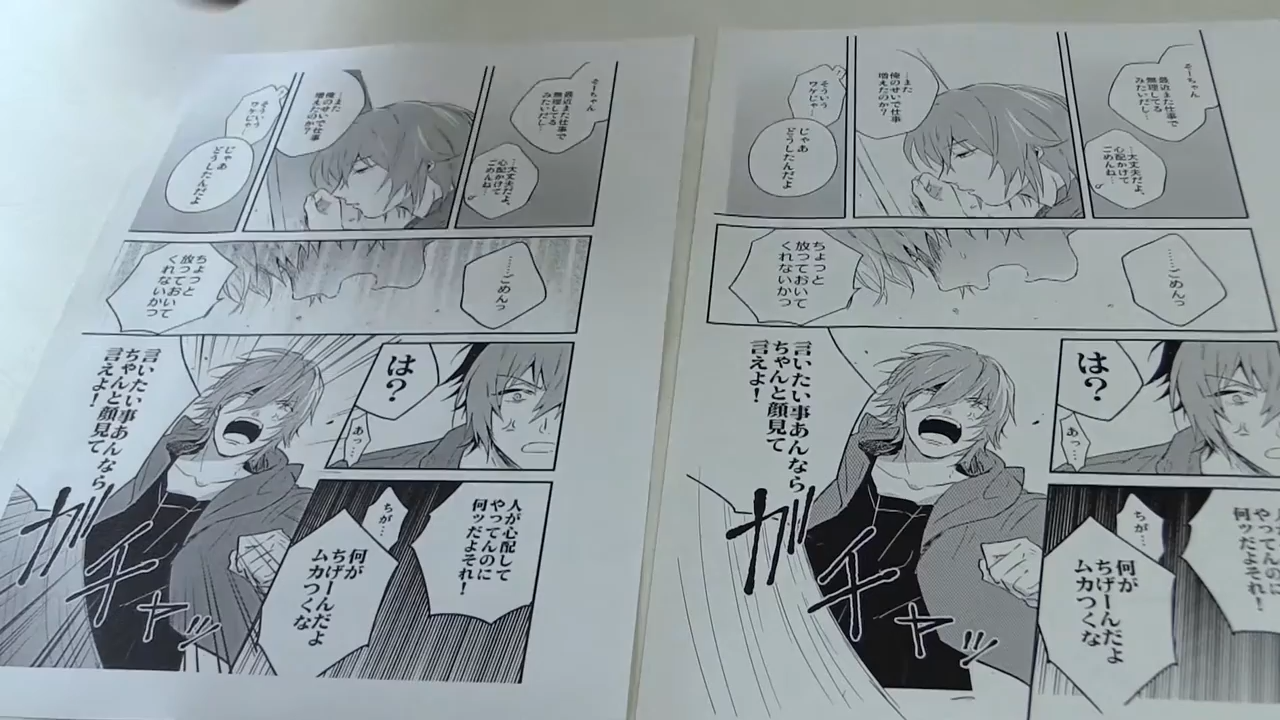 そーちゃん
最近また仕事で
無理してる
みたいだし…
…大丈夫だよ、
心配かけて
ごめんね…
…また
俺のせいで仕事
増えたのか？
そういう
ワケじゃ…
じゃあ
どうしたんだよ
……ごめんっ
ちょっと
放っておいて
くれないかっ
は？
あっ…
言いたい事あんなら
ちゃんと顔見て
言えよ！
ガチャッ
人が心配して
やってんのに
何ッだよそれ！
ちが…
何が
ちげーんだよ
ムカつくな
そーちゃん
最近また仕事で
無理してる
みたいだし…
…大丈夫だよ、
心配かけて
ごめんね…
…また
俺のせいで仕事
増えたのか？
そういう
ワケじゃ…
じゃあ
どうしたんだよ
……ごめんっ
ちょっと
放っておいて
くれないかっ
は？
あっ…
言いたい事あんなら
ちゃんと顔見て
言えよ！
ガチャッ
やってんのに
何ッだよそれ！
ちが…
何が
ちげーんだよ
ムカつくな